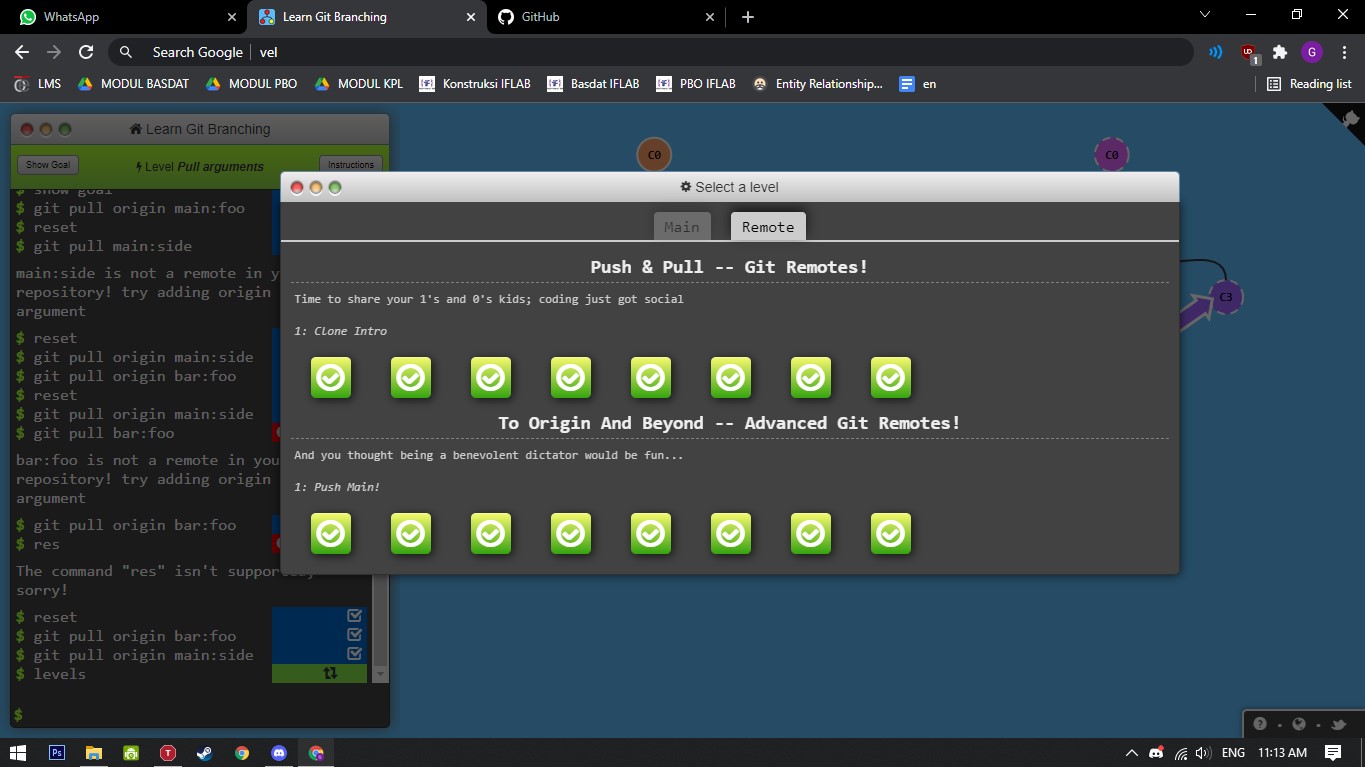 WhatsApp
Learn Git Branching
GitHub
Search Google | vel
LMS
MODUL BASDAT
MODUL PBO
MODUL KPL
Konstruksi IFLAB
Basdat IFLAB
PBO IFLAB
Entity Relationship...
en
Reading list
Learn Git Branching
Show Goal
Level Pull arguments
Instructions
$ show goal
$ git pull origin main:foo
$ reset
$ git pull main:side
main:side is not a remote in you
repository! try adding origin
argument
$ reset
$ git pull origin main:side
$ git pull origin bar:foo
$ reset
$ git pull origin main:side
$ git pull bar:foo
bar:foo is not a remote in you
repository! try adding origin
argument
$ git pull origin bar:foo
$ res
The command "res" isn't supported
sorry!
$ reset
$ git pull origin bar:foo
$ git pull origin main:side
$ levels
$
C0
C0
C3
Select a level
Main
Remote
Push & Pull -- Git Remotes!
Time to share your 1's and 0's kids; coding just got social
1: Clone Intro
To Origin And Beyond -- Advanced Git Remotes!
And you thought being a benevolent dictator would be fun...
1: Push Main!
G
1
Ps
T
ENG
11:13 AM